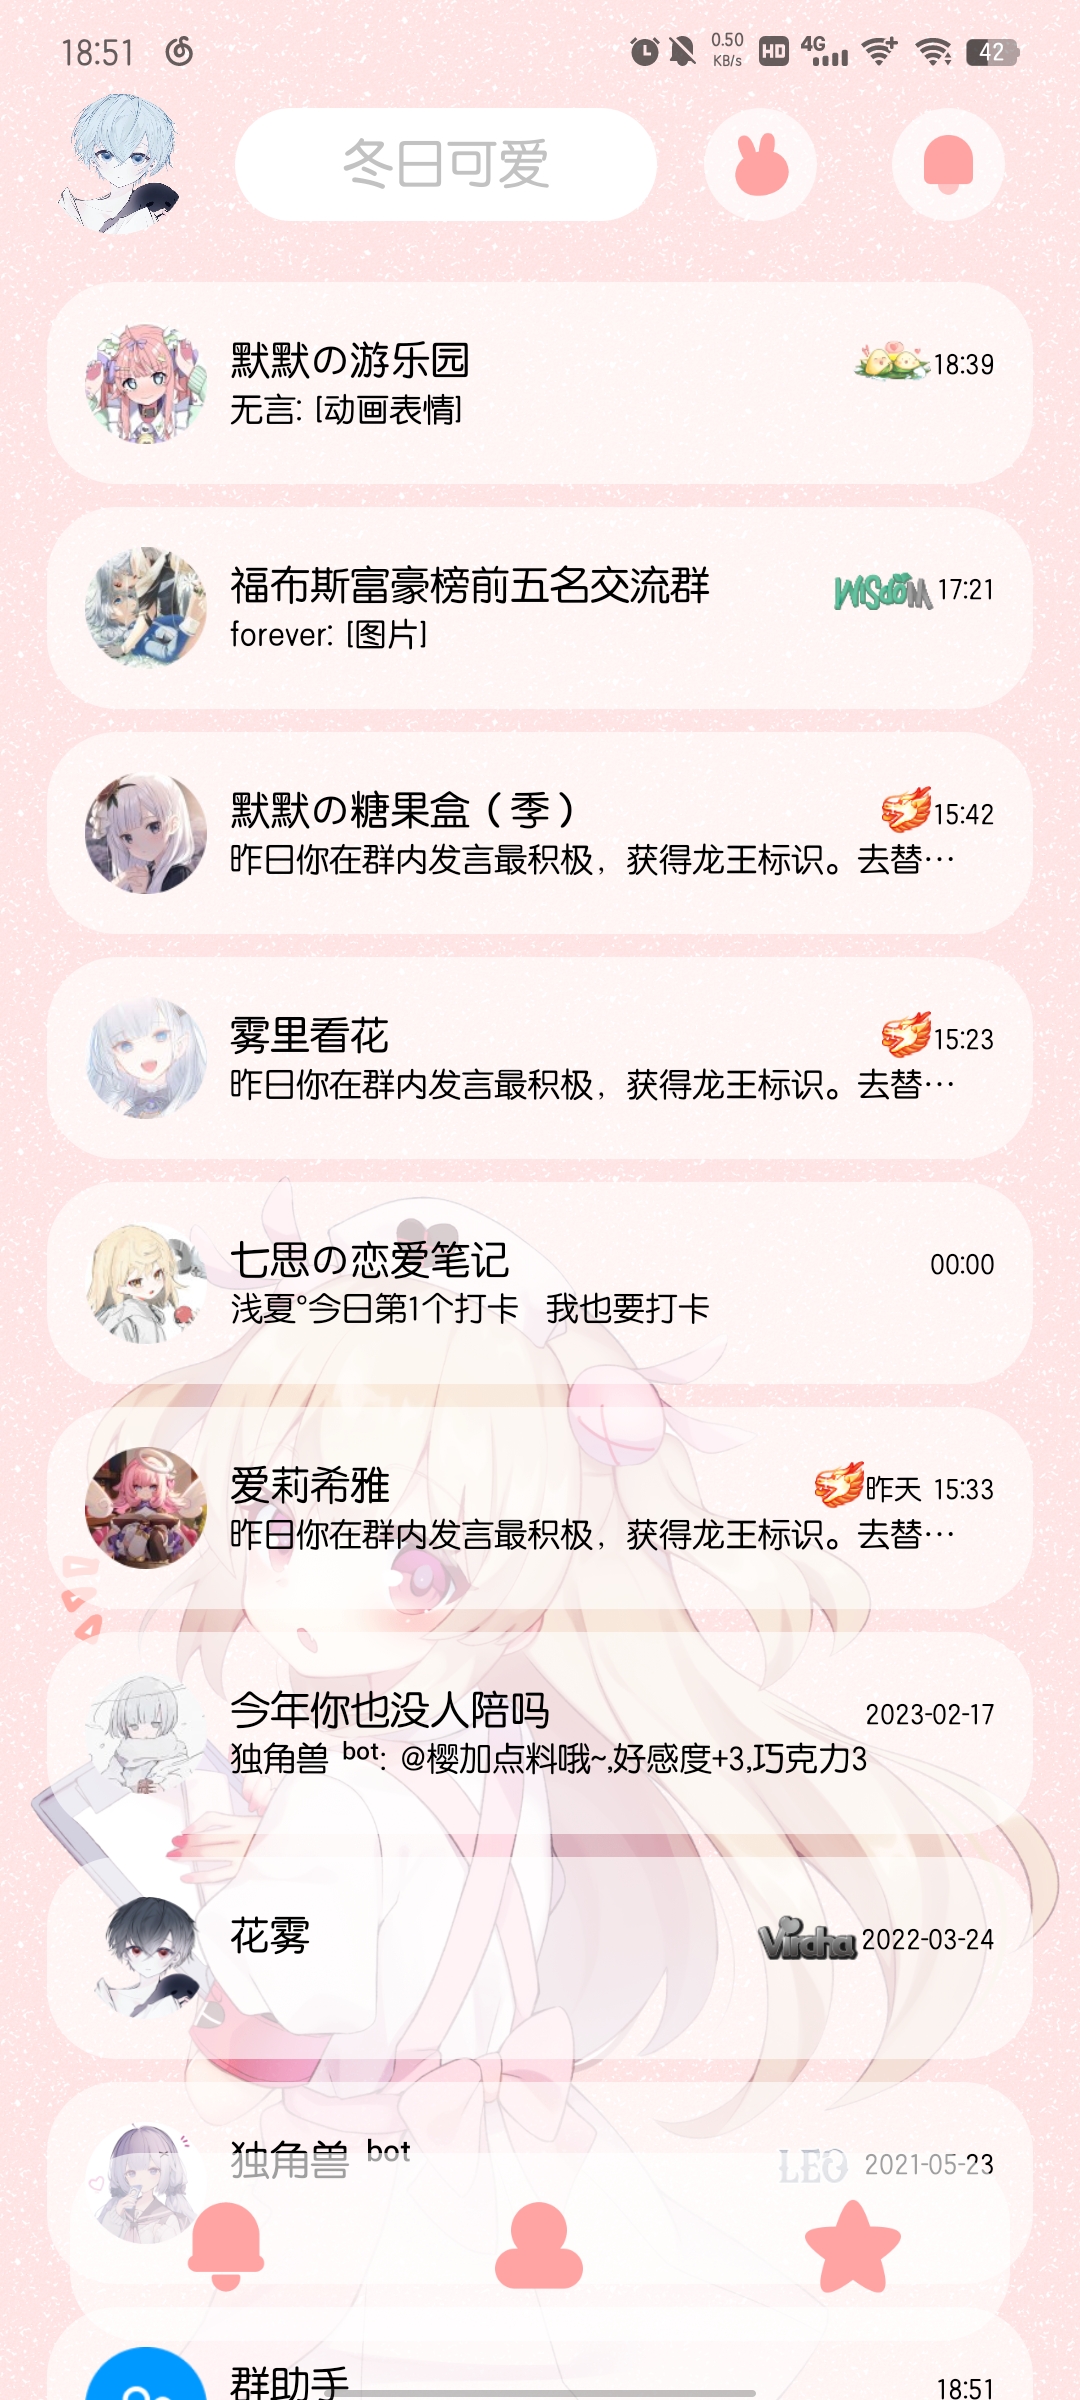 18:51
0.50
KB/s
HD
4G
42
冬日可爱
默默の游乐园
18:39
无言: [动画表情]
福布斯富豪榜前五名交流群
WISdoM 17:21
forever: [图片]
默默の糖果盒（季）
15:42
昨日你在群内发言最积极，获得龙王标识。去替…
雾里看花
15:23
昨日你在群内发言最积极，获得龙王标识。去替…
七思の恋爱笔记
00:00
浅夏°今日第1个打卡 我也要打卡
爱莉希雅
昨天 15:33
昨日你在群内发言最积极，获得龙王标识。去替…
今年你也没人陪吗
2023-02-17
独角兽 bot: @樱加点料哦~,好感度+3,巧克力3
花雾
2022-03-24
独角兽 bot
LEO 2021-05-23
群助手
18:51